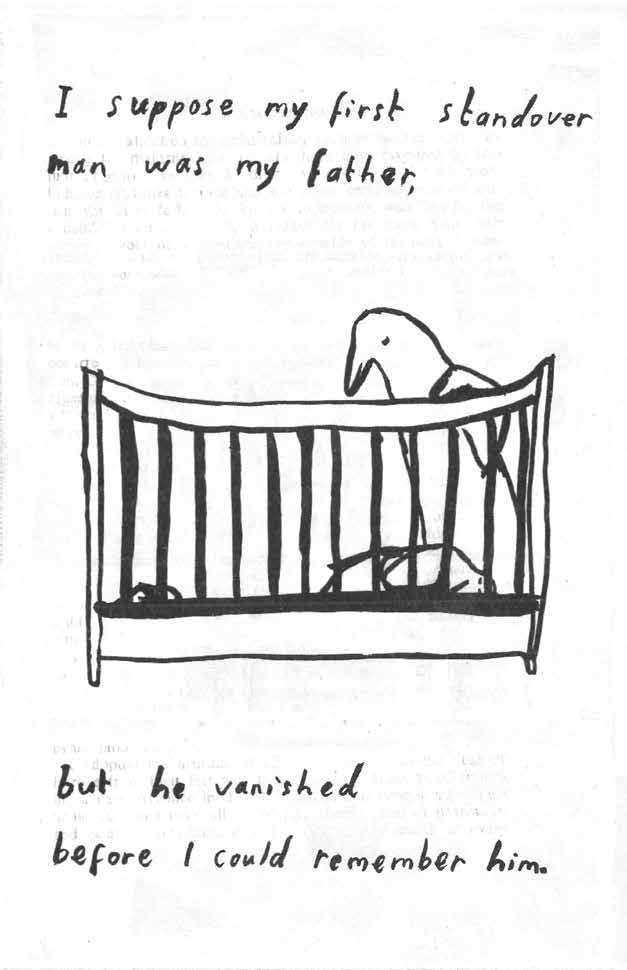 I suppose my first standover
man was my father,
but he vanished
before I could remember him.